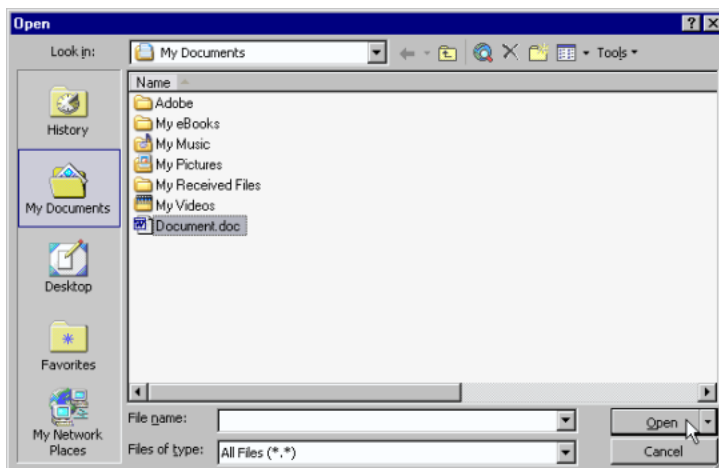 Open
Look in:
My Documents
Tools
History
My Documents
Desktop
Favorites
My Network
Places
Name
Adobe
My eBooks
My Music
My Pictures
My Received Files
My Videos
Document.doc
File name:
Open
Files of type:
All Files (*.*)
Cancel